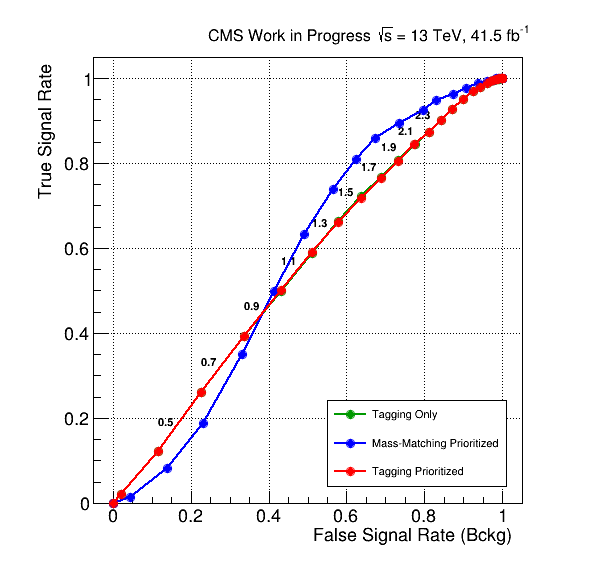 CMS Work in Progress √s = 13 TeV, 41.5 fb⁻¹
True Signal Rate
1
0.8
0.6
0.4
0.2
0
2.3
2.1
1.9
1.7
1.5
1.3
1.1
0.9
0.7
0.5
Tagging Only
Mass-Matching Prioritized
Tagging Prioritized
0 0.2 0.4 0.6 0.8 1
False Signal Rate (Bckg)